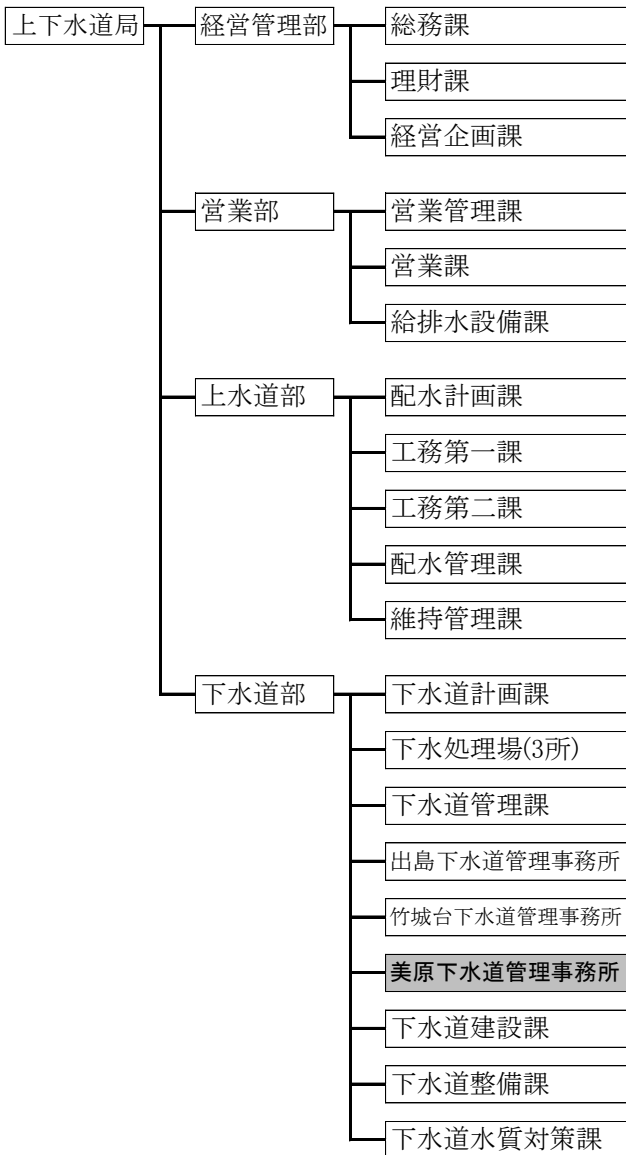 上下水道局
経営管理部
総務課
理財課
経営企画課
営業部
営業管理課
営業課
給排水設備課
上水道部
配水計画課
工務第一課
工務第二課
配水管理課
維持管理課
下水道部
下水道計画課
下水処理場(3所)
下水道管理課
出島下水道管理事務所
竹城台下水道管理事務所
美原下水道管理事務所
下水道建設課
下水道整備課
下水道水質対策課